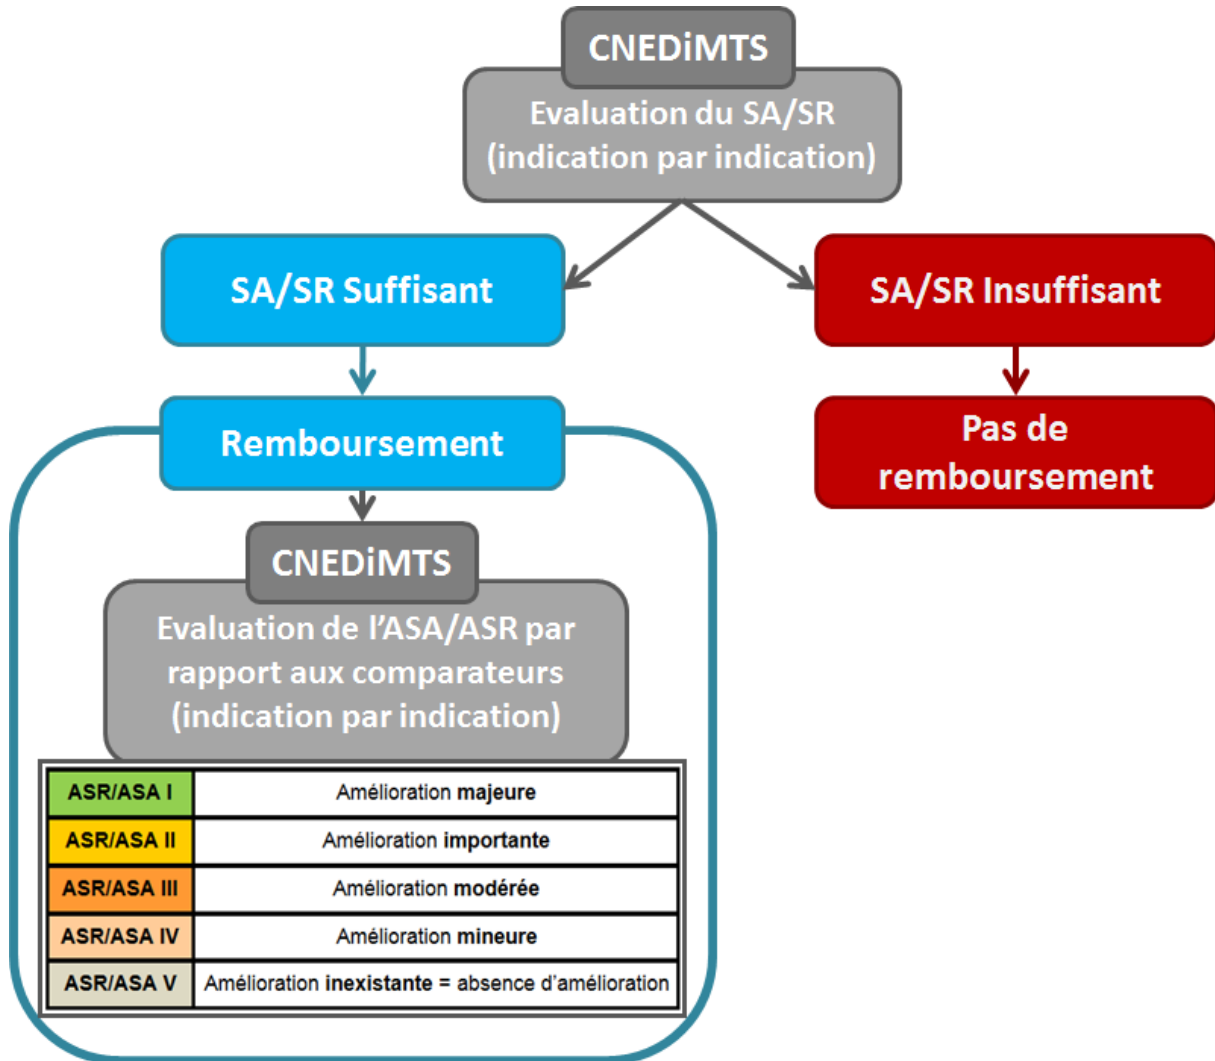 CNEDiMTS
Evaluation du SA/SR
(indication par indication)
SA/SR Suffisant
SA/SR Insuffisant
Remboursement
Pas de
remboursement
CNEDiMTS
Evaluation de l’ASA/ASR par
rapport aux comparateurs
(indication par indication)
ASR/ASA I Amélioration majeure
ASR/ASA II Amélioration importante
ASR/ASA III Amélioration modérée
ASR/ASA IV Amélioration mineure
ASR/ASA V Amélioration inexistante = absence d’amélioration